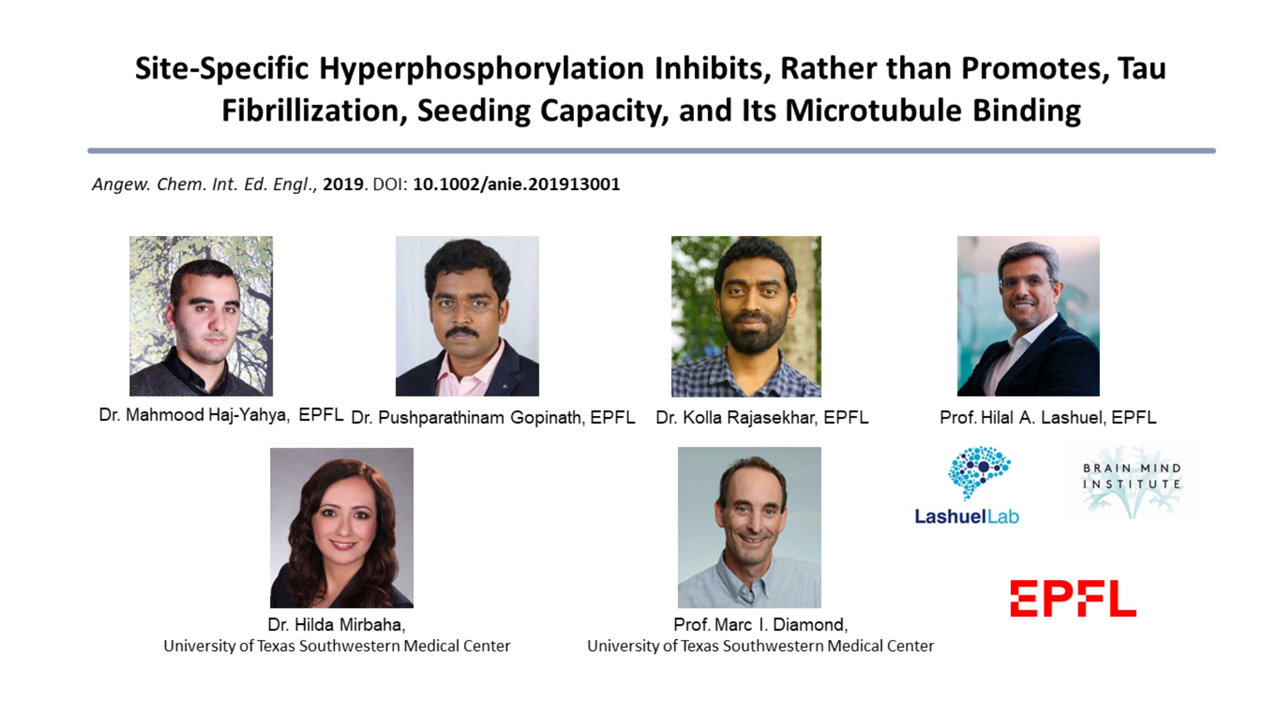 Site-Specific Hyperphosphorylation Inhibits, Rather than Promotes, Tau
Fibrillization, Seeding Capacity, and Its Microtubule Binding
Angew. Chem. Int. Ed. Engl., 2019. DOI: 10.1002/anie.201913001
Dr. Mahmood Haj-Yahya, EPFL
Dr. Pushparathinam Gopinath, EPFL
Dr. Kolla Rajasekhar, EPFL
Prof. Hilal A. Lashuel, EPFL
LashuelLab
BRAIN MIND
INSTITUTE
EPFL
Dr. Hilda Mirbaha,
University of Texas Southwestern Medical Center
Prof. Marc I. Diamond,
University of Texas Southwestern Medical Center